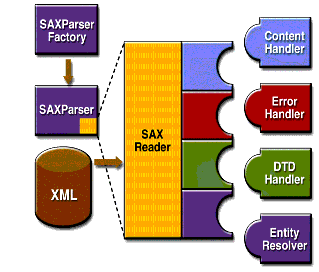 SAXParser
Factory
SAXParser
XML
SAX
Reader
Content
Handler
Error
Handler
DTD
Handler
Entity
Resolver